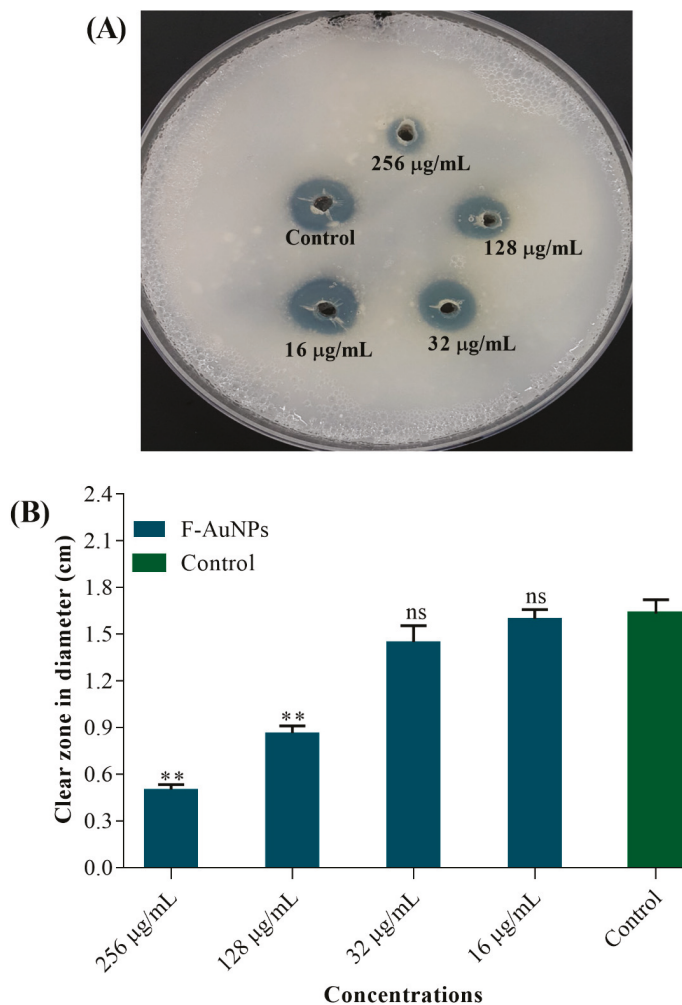 (A)
256 μg/mL
Control
128 μg/mL
16 μg/mL
32 μg/mL
(B)
Clear zone in diameter (cm)
2.4
2.1
1.8
1.5
1.2
0.9
0.6
0.3
0.0
F-AuNPs
Control
**
**
ns
ns
256 μg/mL
128 μg/mL
32 μg/mL
16 μg/mL
Control
Concentrations